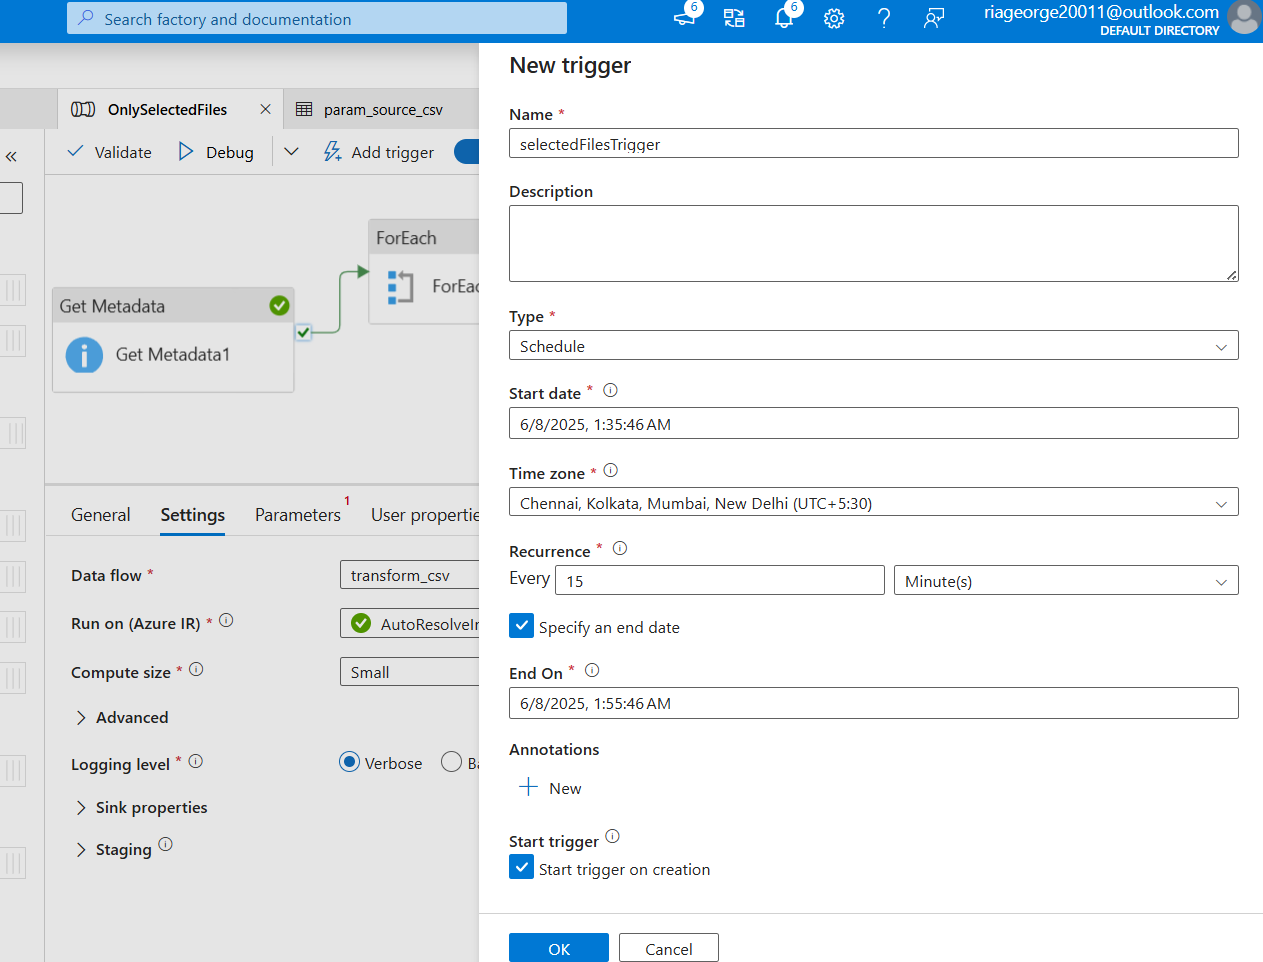 Search factory and documentation
6
6
riageorge20011@outlook.com
DEFAULT DIRECTORY
OnlySelectedFiles
param_source_csv
Validate
Debug
Add trigger
ForEach
ForEac
Get Metadata
Get Metadata1
General
Settings
Parameters
1
User propertie
Data flow *
transform_csv
Run on (Azure IR) *
AutoResolveIn
Compute size *
Small
Advanced
Logging level *
Verbose
Ba
Sink properties
Staging
New trigger
Name *
selectedFilesTrigger
Description
Type *
Schedule
Start date *
6/8/2025, 1:35:46 AM
Time zone *
Chennai, Kolkata, Mumbai, New Delhi (UTC+5:30)
Recurrence *
Every 15 Minute(s)
Specify an end date
End On *
6/8/2025, 1:55:46 AM
Annotations
New
Start trigger
Start trigger on creation
OK
Cancel